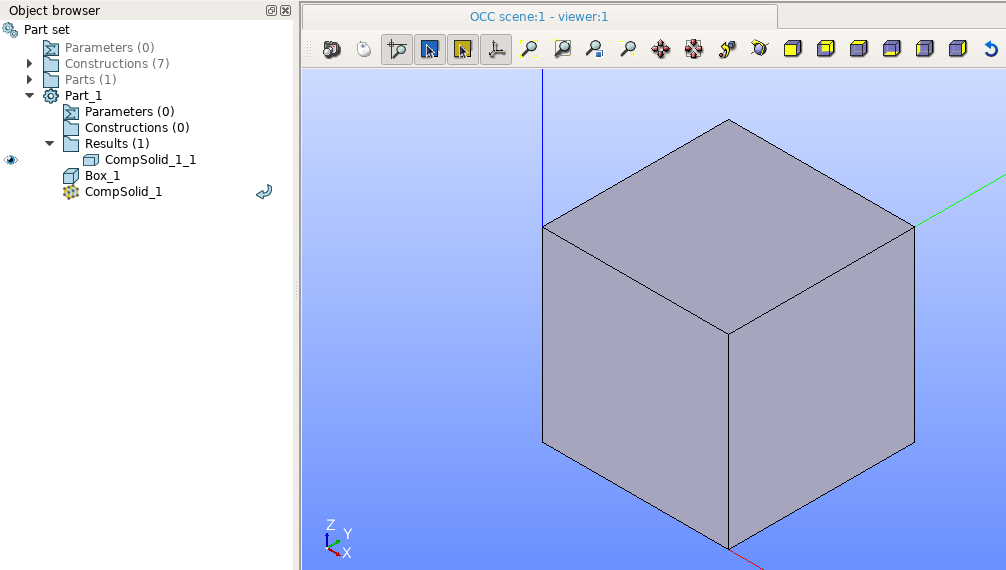 Object browser
Part set
Parameters (0)
Constructions (7)
Parts (1)
Part_1
Parameters (0)
Constructions (0)
Results (1)
CompSolid_1_1
Box_1
CompSolid_1
OCC scene:1 - viewer:1
Z
Y
X